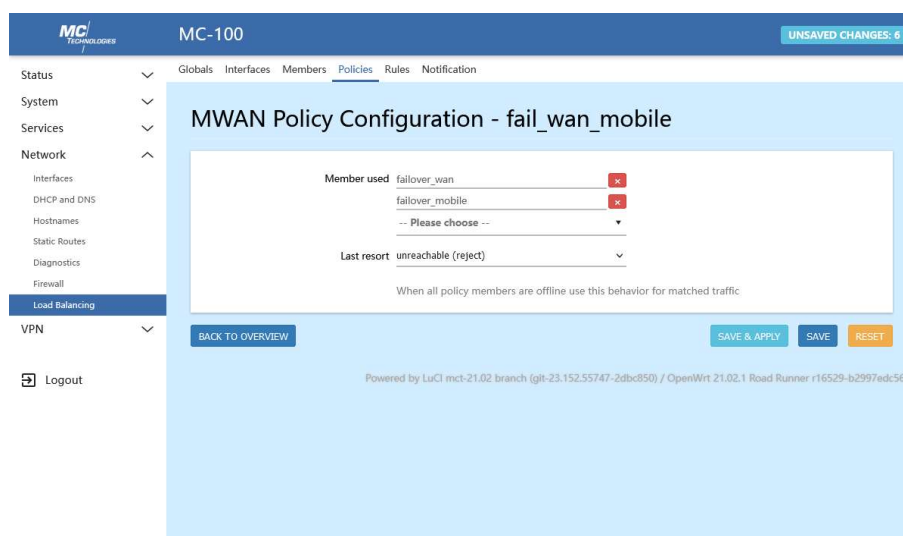 MC
TECHNOLOGIES
MC-100
UNSAVED CHANGES: 6
Status
System
Services
Network
Interfaces
DHCP and DNS
Hostnames
Static Routes
Diagnostics
Firewall
Load Balancing
VPN
Logout
Globals Interfaces Members Policies Rules Notification
MWAN Policy Configuration - fail_wan_mobile
Member used failover_wan ×
failover_mobile ×
-- Please choose --
Last resort unreachable (reject)
When all policy members are offline use this behavior for matched traffic
BACK TO OVERVIEW SAVE & APPLY SAVE RESET
Powered by LuCI mct-21.02 branch (git-23.152.55747-2dbc850) / OpenWrt 21.02.1 Road Runner r16529-b2997edc56